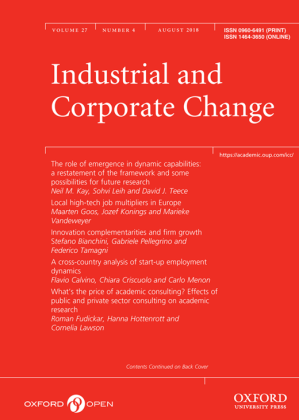 VOLUME 27 NUMBER 4 AUGUST 2018
ISSN 0960-6491 (PRINT)
ISSN 1464-3650 (ONLINE)
Industrial and
Corporate Change
https://academic.oup.com/icc/
The role of emergence in dynamic capabilities:
a restatement of the framework and some
possibilities for future research
Neil M. Kay, Sohvi Leih and David J. Teece
Local high-tech job multipliers in Europe
Maarten Goos, Jozef Konings and Marieke
Vandeweyer
Innovation complementarities and firm growth
Stefano Bianchini, Gabriele Pellegrino and
Federico Tamagni
A cross-country analysis of start-up employment
dynamics
Flavio Calvino, Chiara Criscuolo and Carlo Menon
What's the price of academic consulting? Effects of
public and private sector consulting on academic
research
Roman Fudickar, Hanna Hottenrott and
Cornelia Lawson
Contents Continued on Back Cover
OXFORD OPEN
OXFORD
UNIVERSITY PRESS